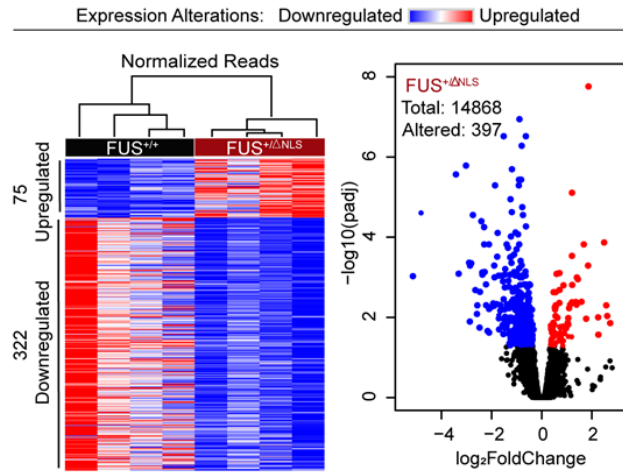 Expression Alterations: Downregulated Upregulated
Normalized Reads
FUS+/+ FUS+/ΔNLS
75
Upregulated
322
Downregulated
FUS+/ΔNLS
Total: 14868
Altered: 397
−log10(padj)
8
6
4
2
0
−4 −2 0 2
log₂FoldChange